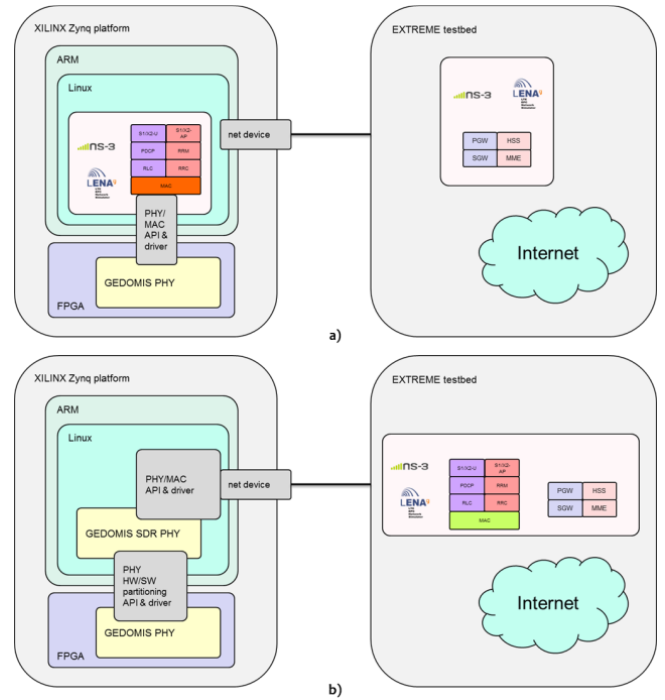 XILINX Zynq platform
EXTREME testbed
ARM
Linux
ns-3
LENA
S1/X2-U
S1/X2-AP
PDCP
RRM
RLC
RRC
MAC
net device
ns-3
LENA
PGW
HSS
SGW
MME
PHY/
MAC
API &
driver
GEDOMIS PHY
FPGA
Internet
a)
XILINX Zynq platform
EXTREME testbed
ARM
Linux
PHY/MAC
API & driver
net device
GEDOMIS SDR PHY
PHY
HW/SW
partitioning
API & driver
GEDOMIS PHY
FPGA
ns-3
LENA
S1/X2-U
S1/X2-
AP
PDCP
RRM
RLC
RRC
MAC
PGW
HSS
SGW
MME
Internet
b)